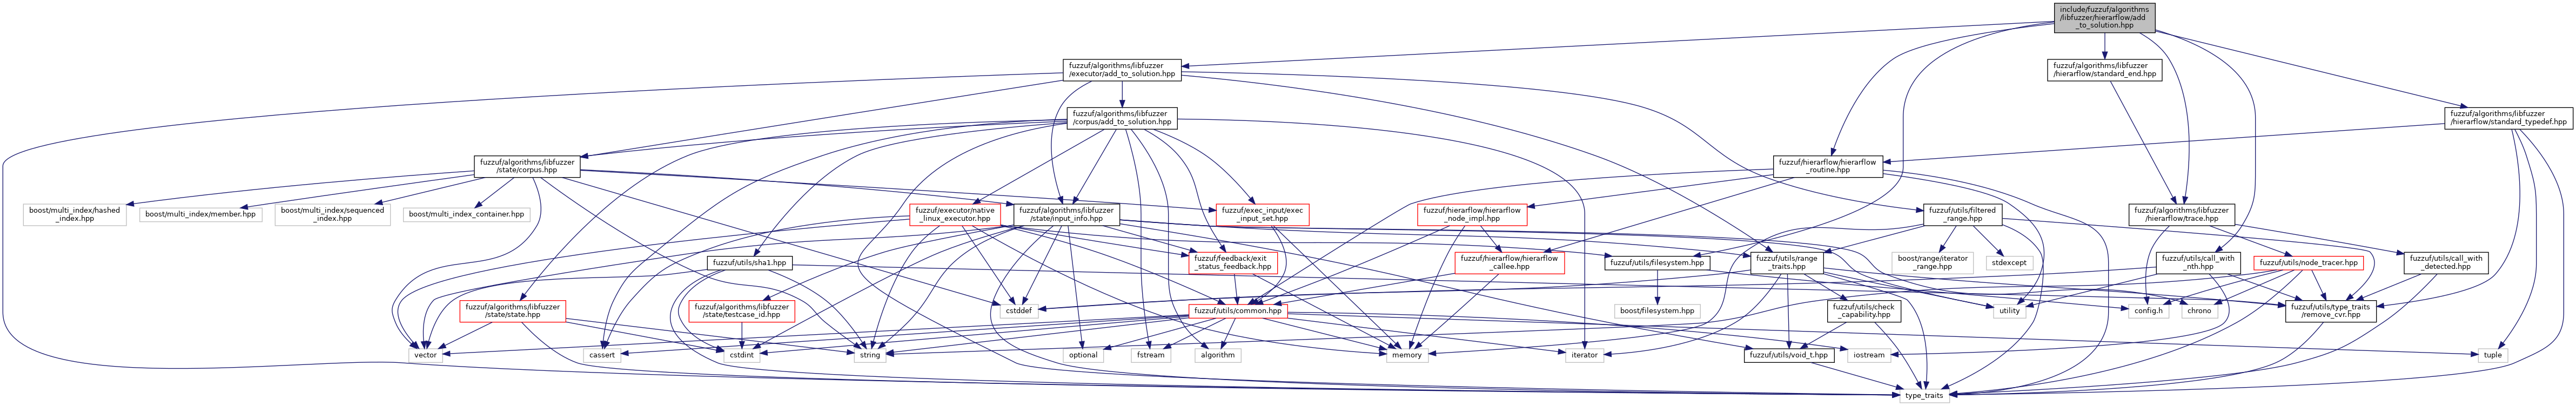 include/fuzzuf/algorithms
/libfuzzer/hierarflow/add
_to_solution.hpp
fuzzuf/algorithms/libfuzzer
/executor/add_to_solution.hpp
fuzzuf/algorithms/libfuzzer
/hierarflow/standard_end.hpp
fuzzuf/algorithms/libfuzzer
/corpus/add_to_solution.hpp
fuzzuf/algorithms/libfuzzer
/hierarflow/standard_typedef.hpp
fuzzuf/algorithms/libfuzzer
/state/corpus.hpp
fuzzuf/hierarflow/hierarflow
_routine.hpp
boost/multi_index/hashed
_index.hpp
boost/multi_index/member.hpp
boost/multi_index/sequenced
_index.hpp
boost/multi_index_container.hpp
fuzzuf/executor/native
_linux_executor.hpp
fuzzuf/algorithms/libfuzzer
/state/input_info.hpp
fuzzuf/exec_input/exec
_input_set.hpp
fuzzuf/hierarflow/hierarflow
_node_impl.hpp
fuzzuf/utils/filtered
_range.hpp
fuzzuf/algorithms/libfuzzer
/hierarflow/trace.hpp
fuzzuf/utils/sha1.hpp
fuzzuf/feedback/exit
_status_feedback.hpp
fuzzuf/hierarflow/hierarflow
_callee.hpp
fuzzuf/utils/filesystem.hpp
fuzzuf/utils/range
_traits.hpp
boost/range/iterator
_range.hpp
stdexcept
fuzzuf/utils/call_with
_nth.hpp
fuzzuf/utils/node_tracer.hpp
fuzzuf/utils/call_with
_detected.hpp
fuzzuf/algorithms/libfuzzer
/state/state.hpp
fuzzuf/algorithms/libfuzzer
/state/testcase_id.hpp
cstddef
fuzzuf/utils/common.hpp
boost/filesystem.hpp
fuzzuf/utils/check
_capability.hpp
utility
config.h
chrono
fuzzuf/utils/type_traits
/remove_cvr.hpp
vector
cassert
cstdint
string
optional
fstream
algorithm
memory
iterator
fuzzuf/utils/void_t.hpp
iostream
tuple
type_traits